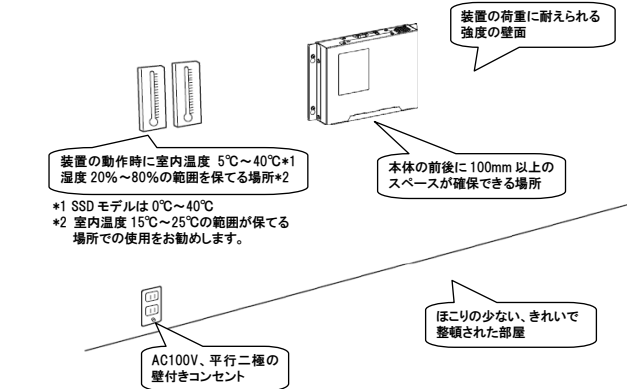 装置の荷重に耐えられる
強度の壁面
装置の動作時に室内温度 5℃～40℃*1
湿度 20％～80％の範囲を保てる場所*2
本体の前後に 100mm 以上の
スペースが確保できる場所
*1 SSD モデルは 0℃～40℃
*2 室内温度 15℃～25℃の範囲が保てる
場所での使用をお勧めします。
ほこりの少ない、きれいで
整頓された部屋
AC100V、平行二極の
壁付きコンセント